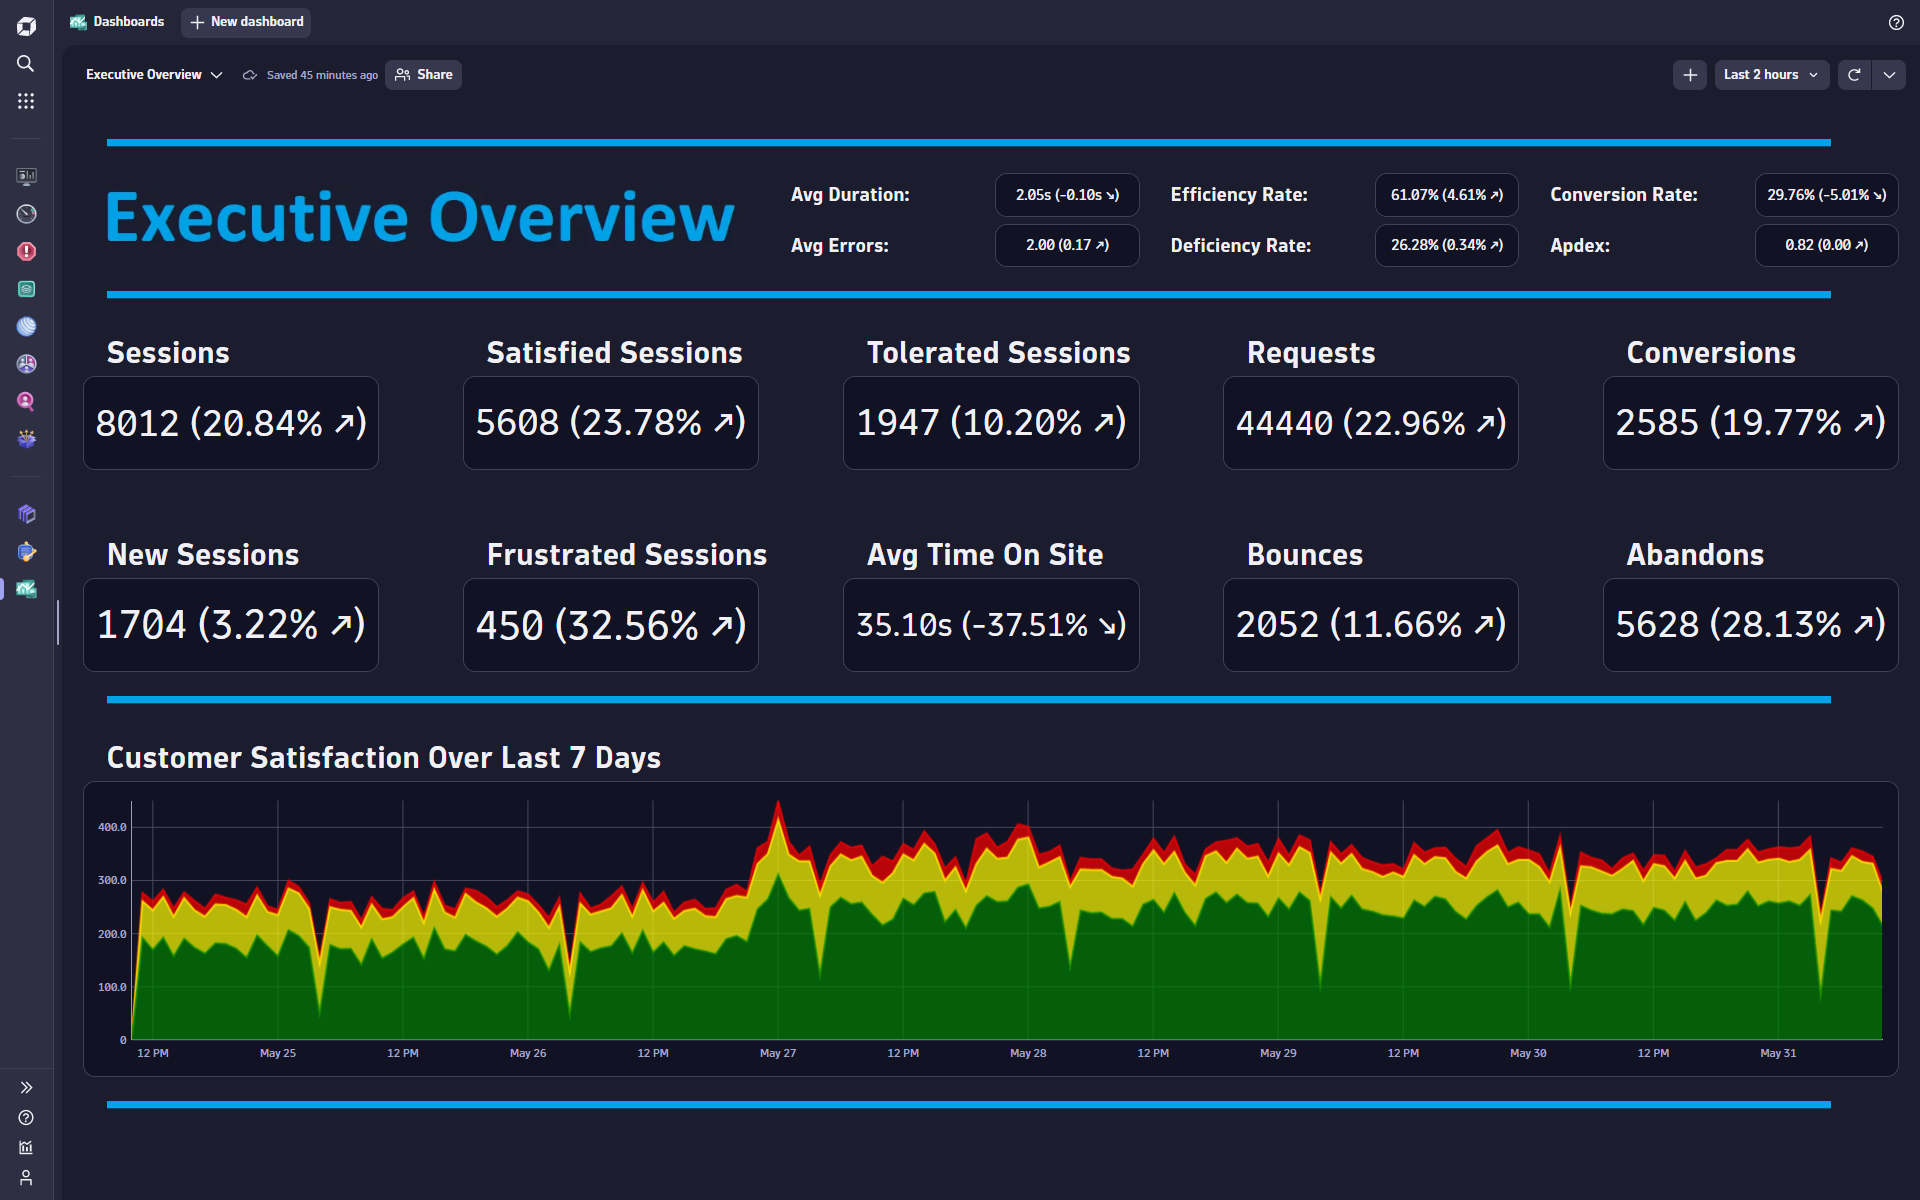 Dashboards
New dashboard
Executive Overview
Saved 45 minutes ago
Share
Last 2 hours
Executive Overview
Avg Duration: 2.05s (-0.10s ↘) Efficiency Rate: 61.07% (4.61% ↗) Conversion Rate: 29.76% (-5.01% ↘)
Avg Errors: 2.00 (0.17 ↗) Deficiency Rate: 26.28% (0.34% ↗) Apdex: 0.82 (0.00 ↗)
Sessions Satisfied Sessions Tolerated Sessions Requests Conversions
8012 (20.84% ↗) 5608 (23.78% ↗) 1947 (10.20% ↗) 44440 (22.96% ↗) 2585 (19.77% ↗)
New Sessions Frustrated Sessions Avg Time On Site Bounces Abandons
1704 (3.22% ↗) 450 (32.56% ↗) 35.10s (-37.51% ↘) 2052 (11.66% ↗) 5628 (28.13% ↗)
Customer Satisfaction Over Last 7 Days
400.0
300.0
200.0
100.0
0
12 PM May 25 12 PM May 26 12 PM May 27 12 PM May 28 12 PM May 29 12 PM May 30 12 PM May 31